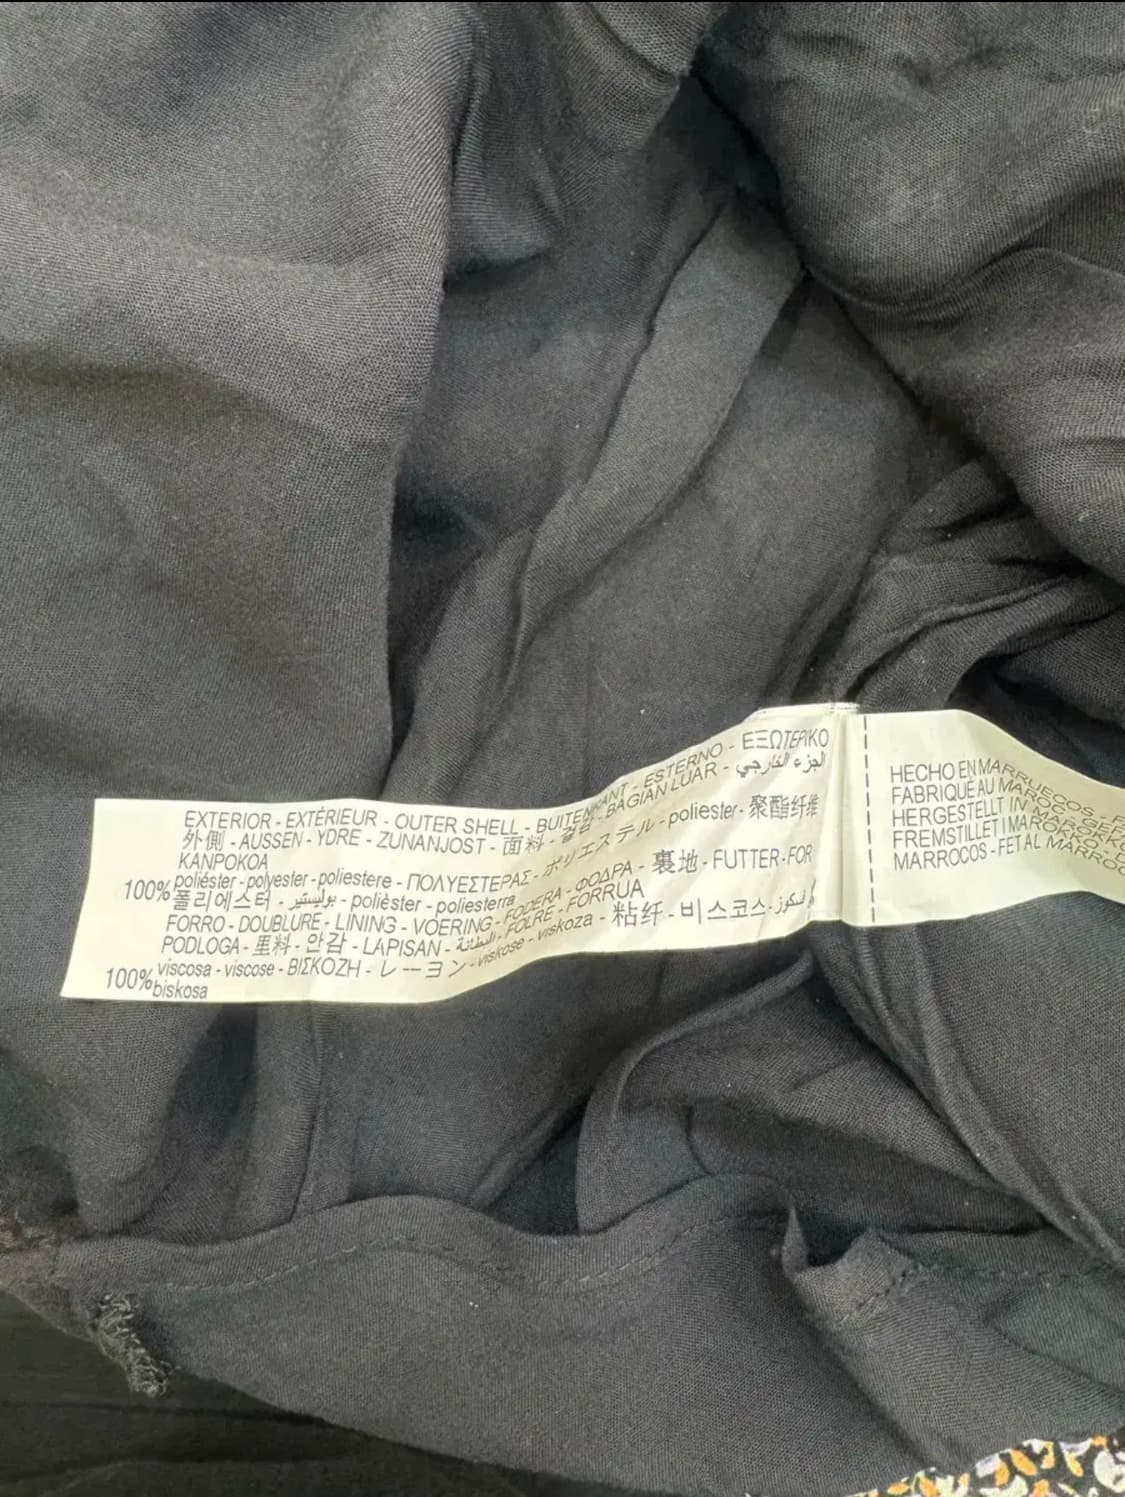 EXTERIOR - EXTÉRIEUR - OUTER SHELL - BUITENKANT - ESTERNO - ΕΞΩΤΕΡΙΚΟ
外側 - AUSSEN - YDRE - ZUNANJOST - 面料 - 겉감 - BAGIAN LUAR - الجزء الخارجي
KANPOKOA
100% poliéster - polyester - poliestere - ΠΟΛΥΕΣΤΕΡΑΣ - ポリエステル - poliester - 聚酯纤维
폴리에스터 - بوليستير - polièster - poliesterra
FORRO - DOUBLURE - LINING - VOERING - FODERA - ΦΟΔΡΑ - 裏地 - FUTTER - FOR
PODLOGA - 里料 - 안감 - LAPISAN - البطانة - FOLRE - FORRUA
100% viscosa - viscose - ΒΙΣΚΟΖΗ - レーヨン - viskose - viskoza - 粘纤 - 비스코스
biskosa
HECHO EN MARRUECOS
FABRIQUÉ AU MAROC
HERGESTELLT IN MAROKKO
FREMSTILLET I MAROKKO
MARROCOS - FET AL MARROC